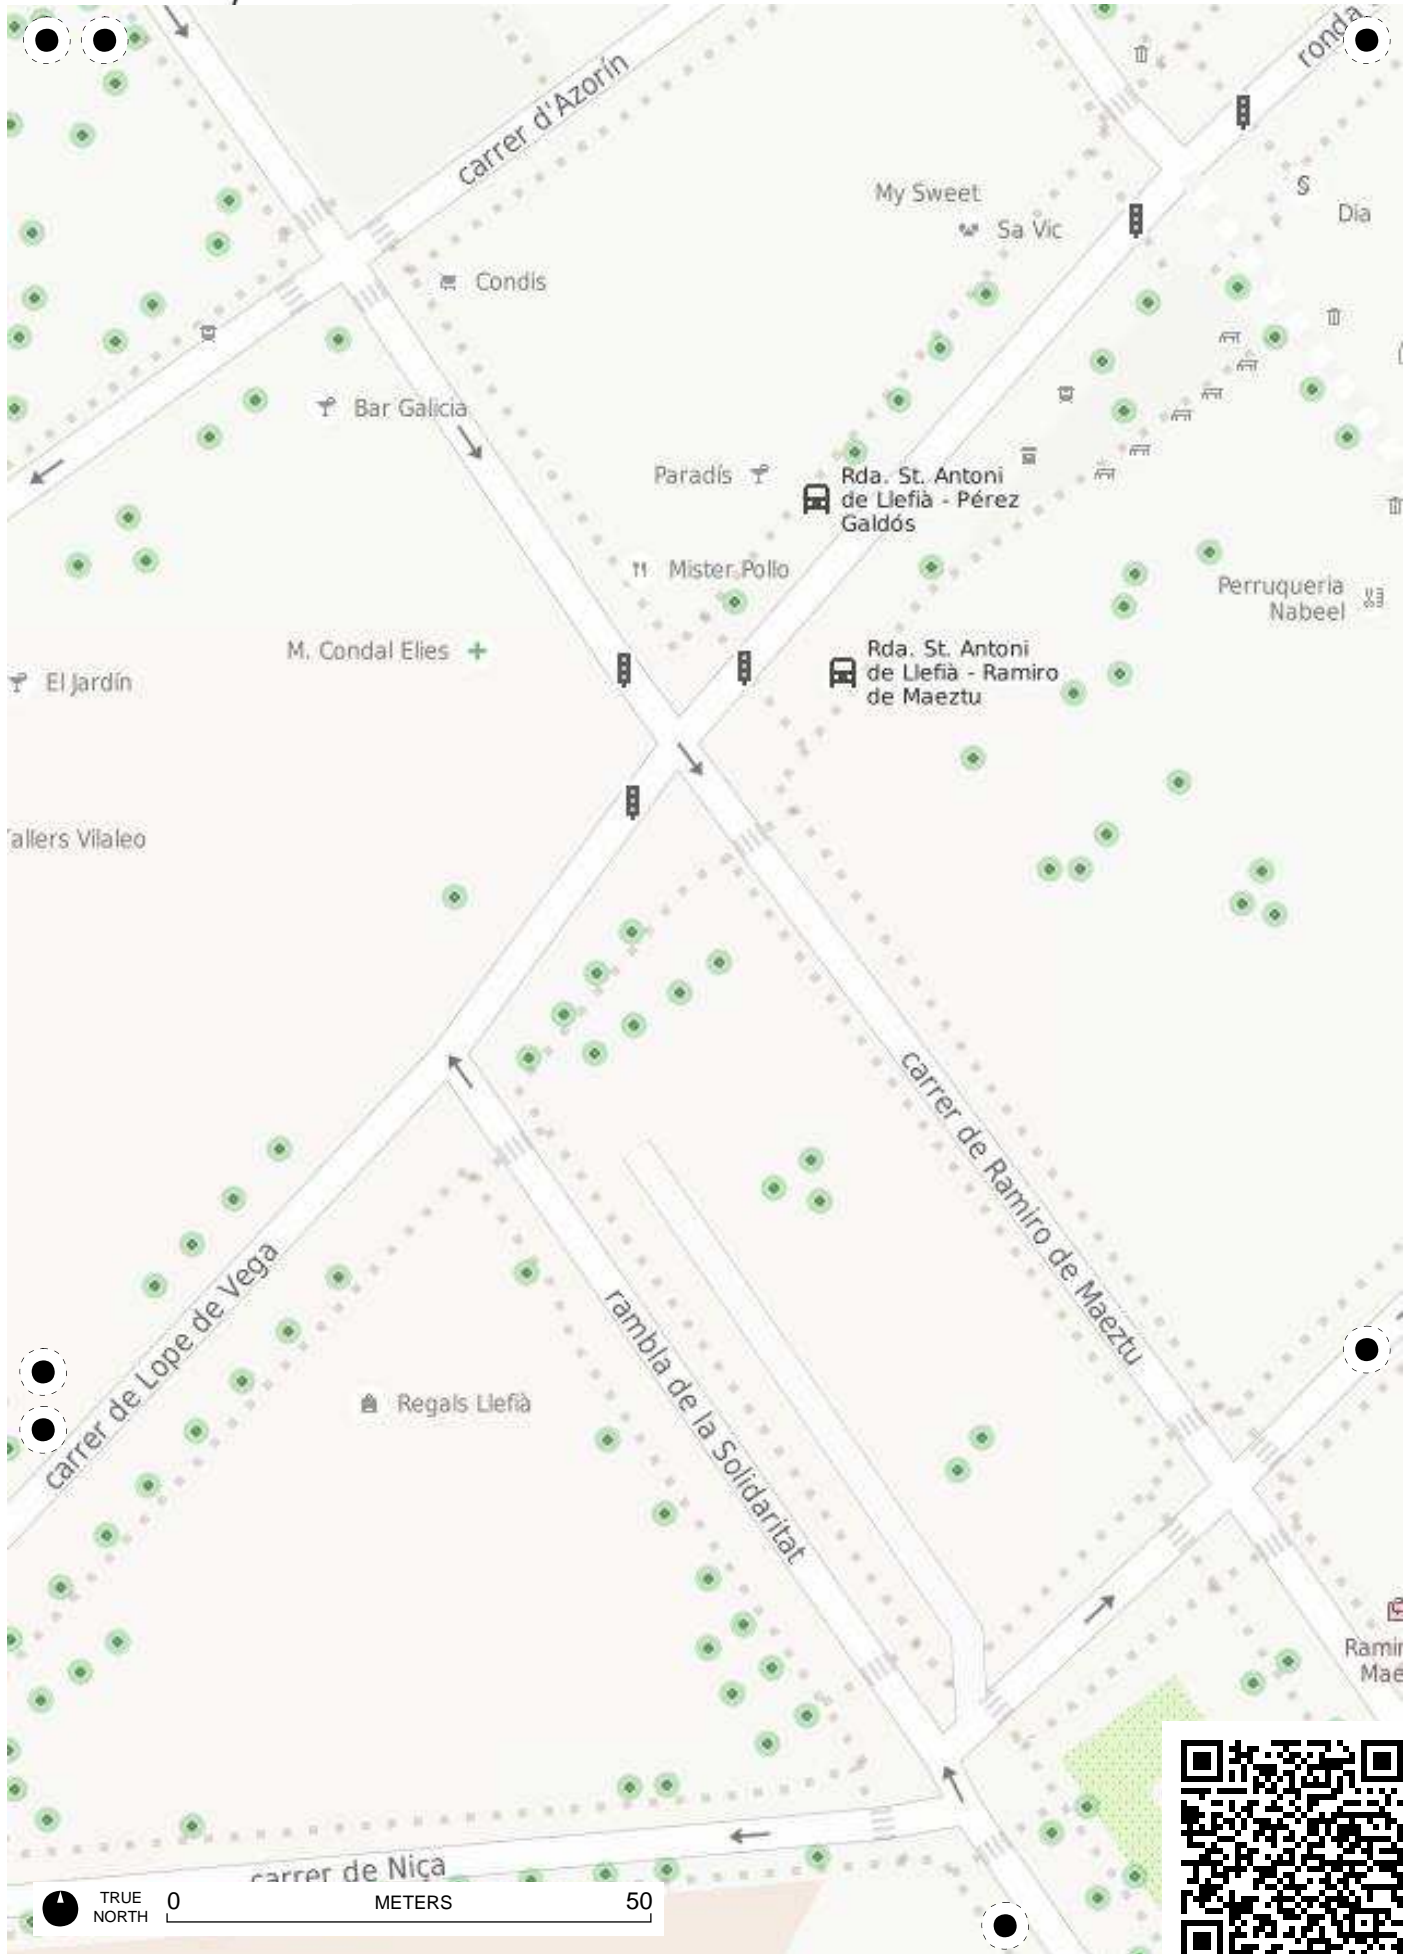 ronda
carrer d'Azorín
My Sweet
Sa Vic
Dia
Condis
Bar Galicia
Paradís
Rda. St. Antoni
de Llefià - Pérez
Galdós
Mister Pollo
Perruqueria
Nabeel
M. Condal Elies
Rda. St. Antoni
de Llefià - Ramiro
de Maeztu
El Jardín
allers Vilaleo
carrer de Ramiro de Maeztu
carrer de Lope de Vega
rambla de la Solidaritat
Regals Llefià
Ramir
Mae
carrer de Niça
TRUE
NORTH
0 METERS 50